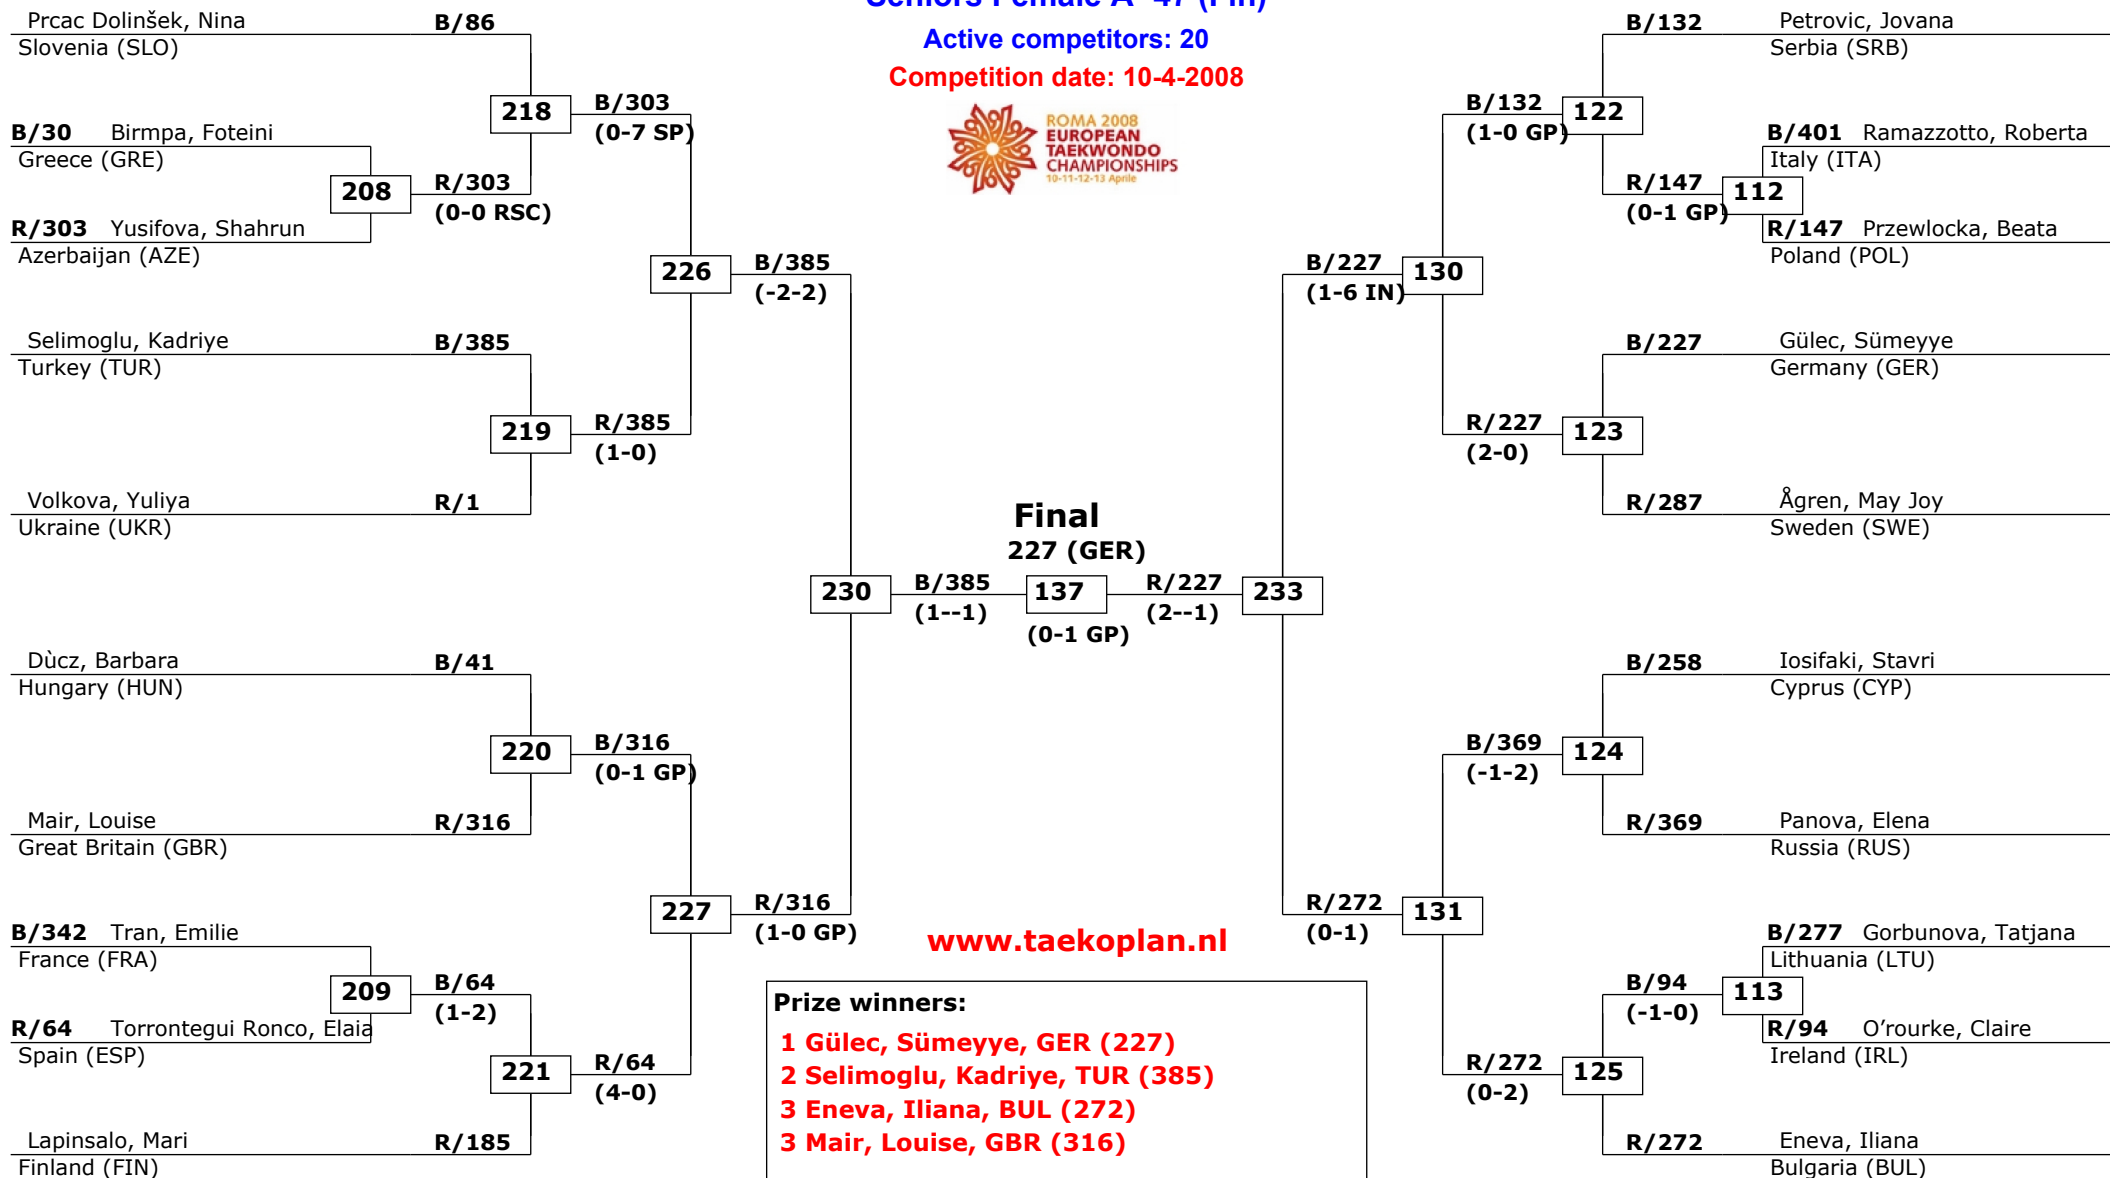 Seniors Female A -47 (Fin)
Active competitors: 20
Competition date: 10-4-2008
ROMA 2008
EUROPEAN
TAEKWONDO
CHAMPIONSHIPS
10-11-12-13 Aprile
Prcac Dolinšek, Nina B/86
Slovenia (SLO)
B/30 Birmpa, Foteini
Greece (GRE)
208
R/303 Yusifova, Shahrun
Azerbaijan (AZE)
R/303
(0-0 RSC)
218
B/303
(0-7 SP)
Selimoglu, Kadriye B/385
Turkey (TUR)
219
Volkova, Yuliya R/1
Ukraine (UKR)
R/385
(1-0)
226
B/385
(-2-2)
Dùcz, Barbara B/41
Hungary (HUN)
220
Mair, Louise R/316
Great Britain (GBR)
B/316
(0-1 GP)
B/342 Tran, Emilie
France (FRA)
209
R/64 Torrontegui Ronco, Elaia
Spain (ESP)
B/64
(1-2)
221
Lapinsalo, Mari R/185
Finland (FIN)
R/64
(4-0)
227
R/316
(1-0 GP)
230
B/385
(1--1)
Final
227 (GER)
137
(0-1 GP)
R/227
(2--1)
233
B/227
(1-6 IN)
130
B/132
(1-0 GP)
122
B/132 Petrovic, Jovana
Serbia (SRB)
R/147
(0-1 GP)
112
B/401 Ramazzotto, Roberta
Italy (ITA)
R/147 Przewlocka, Beata
Poland (POL)
R/227
(2-0)
123
B/227 Gülec, Sümeyye
Germany (GER)
R/287 Ågren, May Joy
Sweden (SWE)
R/272
(0-1)
131
B/369
(-1-2)
124
B/258 Iosifaki, Stavri
Cyprus (CYP)
R/369 Panova, Elena
Russia (RUS)
R/272
(0-2)
125
B/94
(-1-0)
113
B/277 Gorbunova, Tatjana
Lithuania (LTU)
R/94 O'rourke, Claire
Ireland (IRL)
R/272 Eneva, Iliana
Bulgaria (BUL)
www.taekoplan.nl
Prize winners:
1 Gülec, Sümeyye, GER (227)
2 Selimoglu, Kadriye, TUR (385)
3 Eneva, Iliana, BUL (272)
3 Mair, Louise, GBR (316)